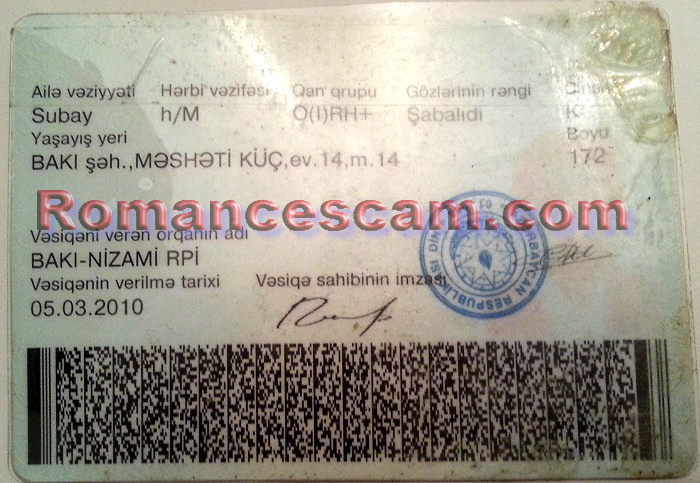 Ailə vəziyyəti Hərbi vəzifəsi Qan qrupu Gözlərinin rəngi Cinsi
Subay h/M O(I)RH+ Şabalıdı K
Yaşayış yeri Boyu
BAKI şəh.,MƏSHƏTİ KÜÇ,ev.14,m.14 172
Romancescam.com
Vəsiqəni verən orqanın adı
BAKI-NİZAMİ RPİ
Vəsiqənin verilmə tarixi Vəsiqə sahibinin imzası
05.03.2010